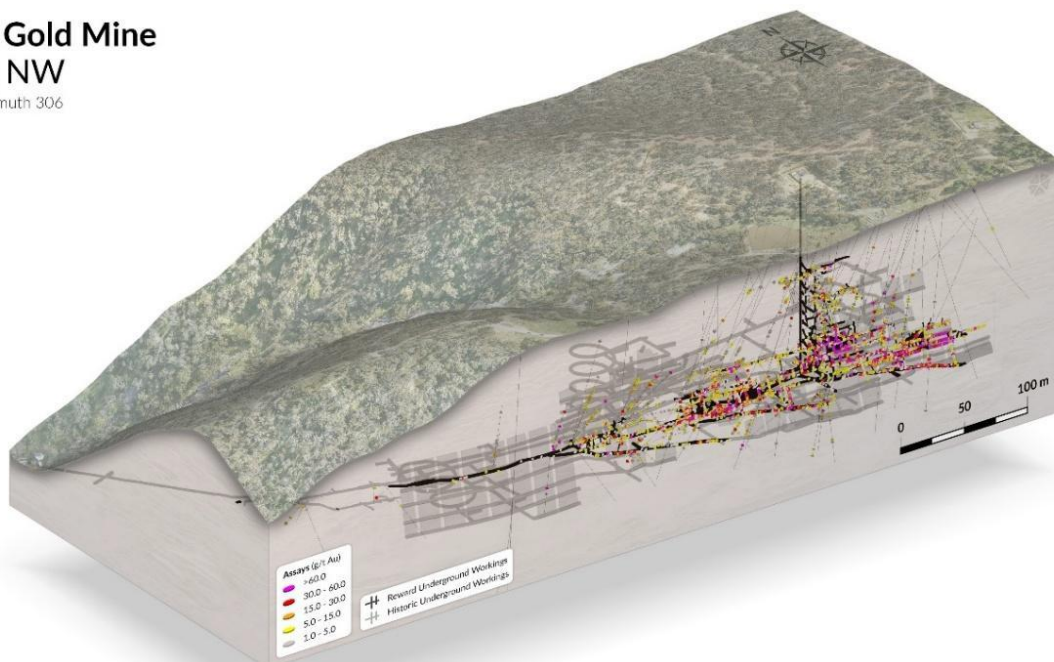 Gold Mine
NW
muth 306
N
100 m
50
0
Assays (g/t Au)
>60.0
30.0 - 60.0
15.0 - 30.0
5.0 - 15.0
1.0 - 5.0
Reward Underground Workings
Historic Underground Workings